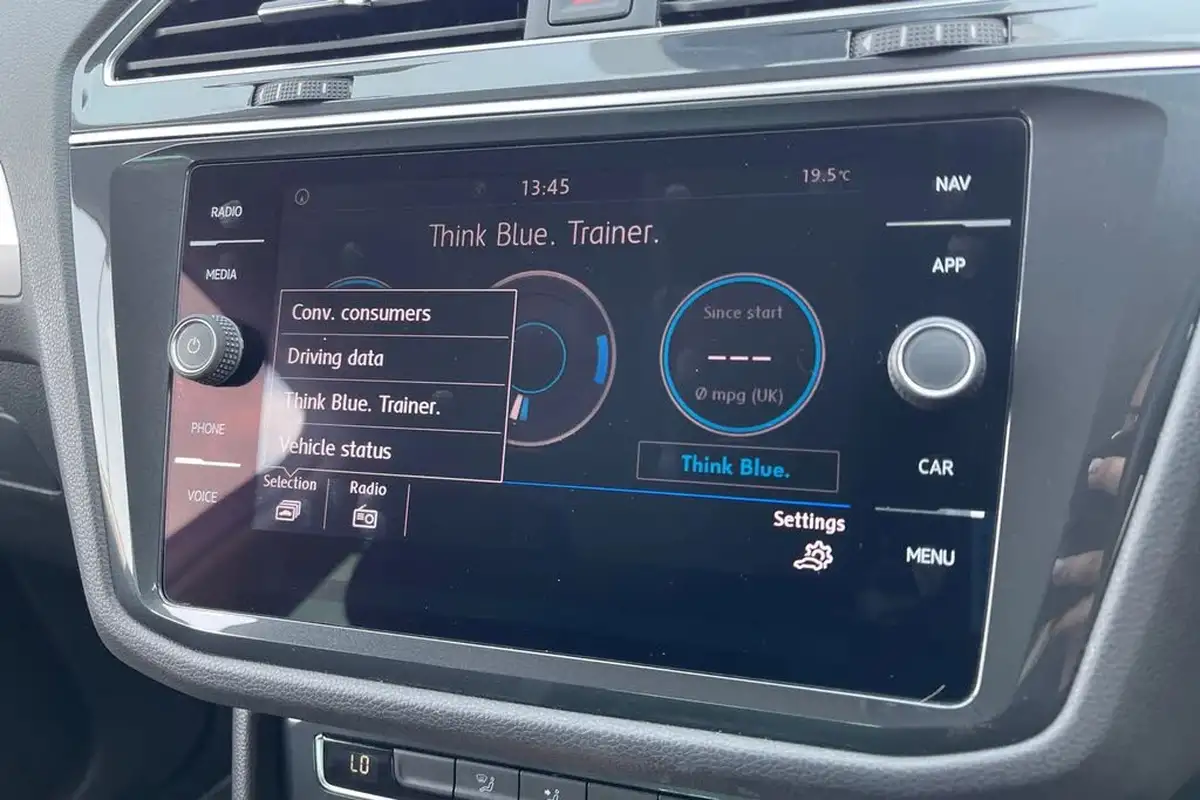 13:45
19.5°C
Think Blue. Trainer.
RADIO
MEDIA
PHONE
VOICE
NAV
APP
CAR
MENU
Conv. consumers
Driving data
Think Blue. Trainer.
Vehicle status
Since start
---
Ø mpg (UK)
Think Blue.
Selection
Radio
Settings
LO